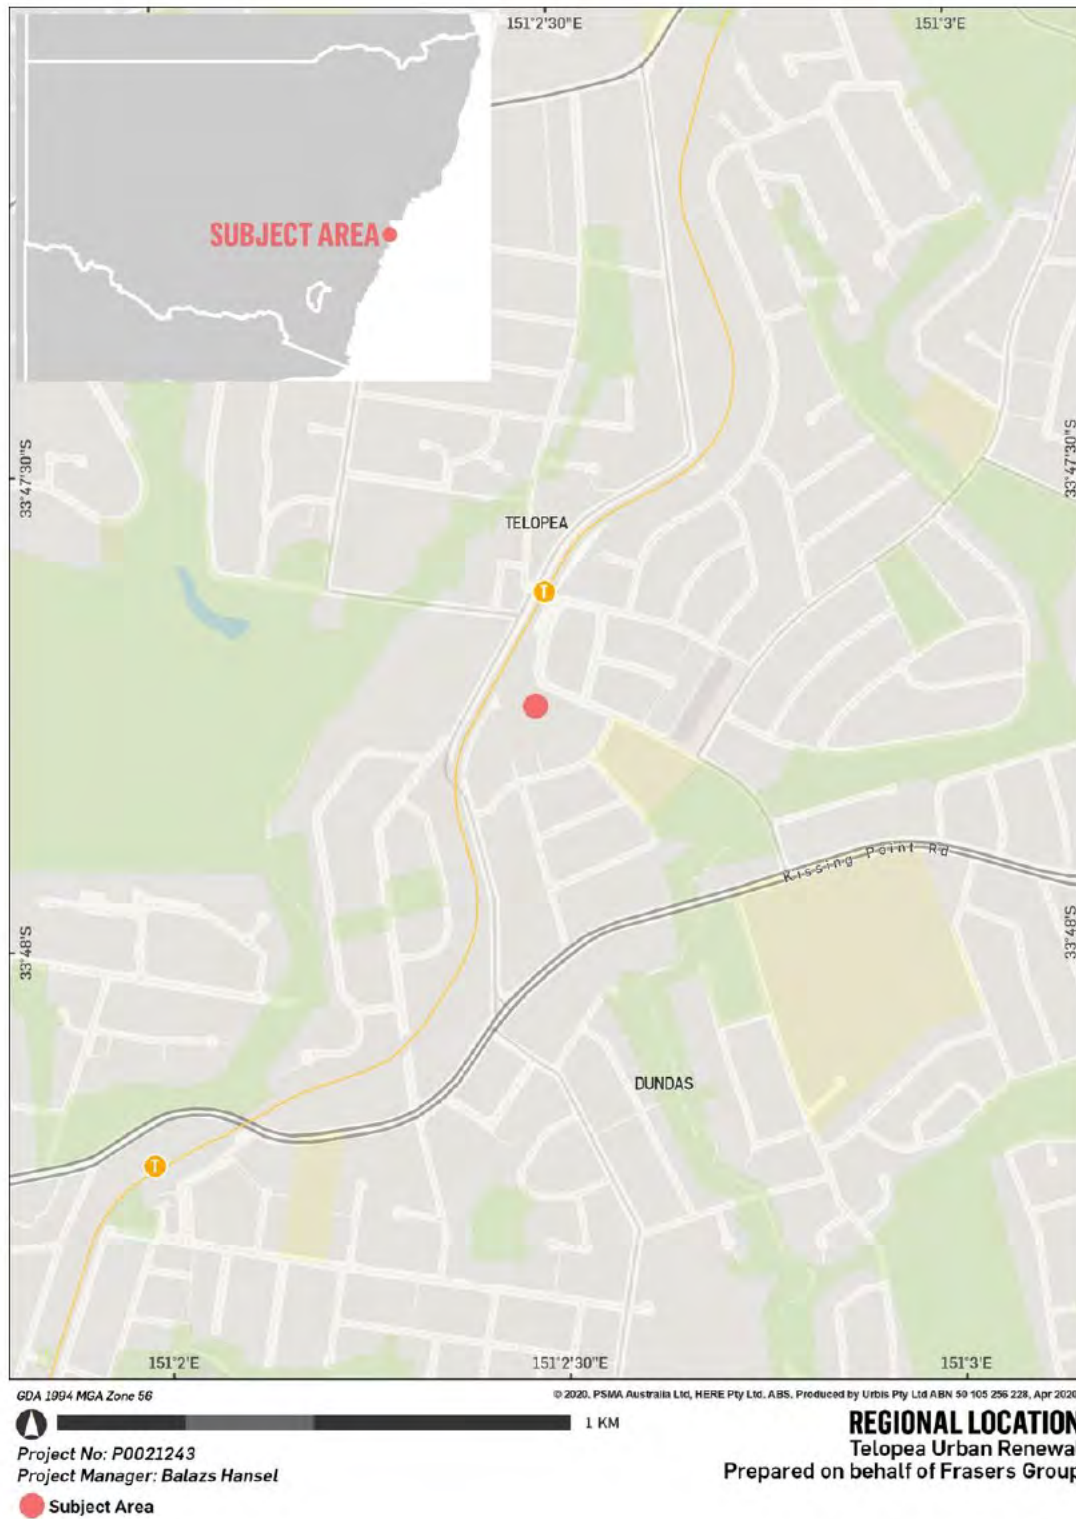 151°2'30"E
151°3'E
SUBJECT AREA
33°47'30"S
33°47'30"S
TELOPEA
T
Kissing Point Rd
33°48'S
33°48'S
DUNDAS
T
151°2'E
151°2'30"E
151°3'E
GDA 1994 MGA Zone 56
© 2020. PSMA Australia Ltd, HERE Pty Ltd. ABS. Produced by Urbis Pty Ltd ABN 50 105 256 228, Apr 2020
1 KM
REGIONAL LOCATION
Telopea Urban Renewal
Project No: P0021243
Prepared on behalf of Frasers Group
Project Manager: Balazs Hansel
Subject Area